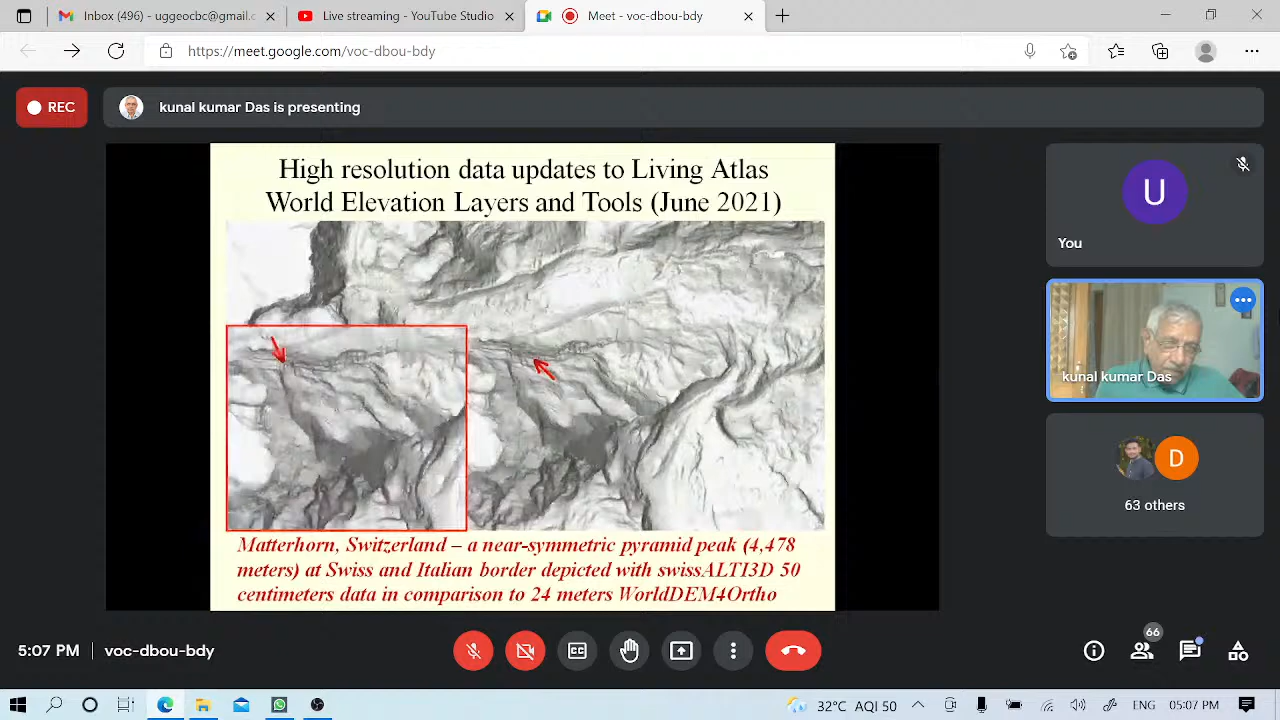 Inbox (496) - uggeocbc@gmail.c
Live streaming - YouTube Studio
Meet - voc-dbou-bdy
https://meet.google.com/voc-dbou-bdy
REC
kunal kumar Das is presenting
High resolution data updates to Living Atlas
World Elevation Layers and Tools (June 2021)
Matterhorn, Switzerland – a near-symmetric pyramid peak (4,478
meters) at Swiss and Italian border depicted with swissALTI3D 50
centimeters data in comparison to 24 meters WorldDEM4Ortho
U
You
kunal kumar Das
D
63 others
5:07 PM
voc-dbou-bdy
CC
66
32°C AQI 50
ENG
05:07 PM